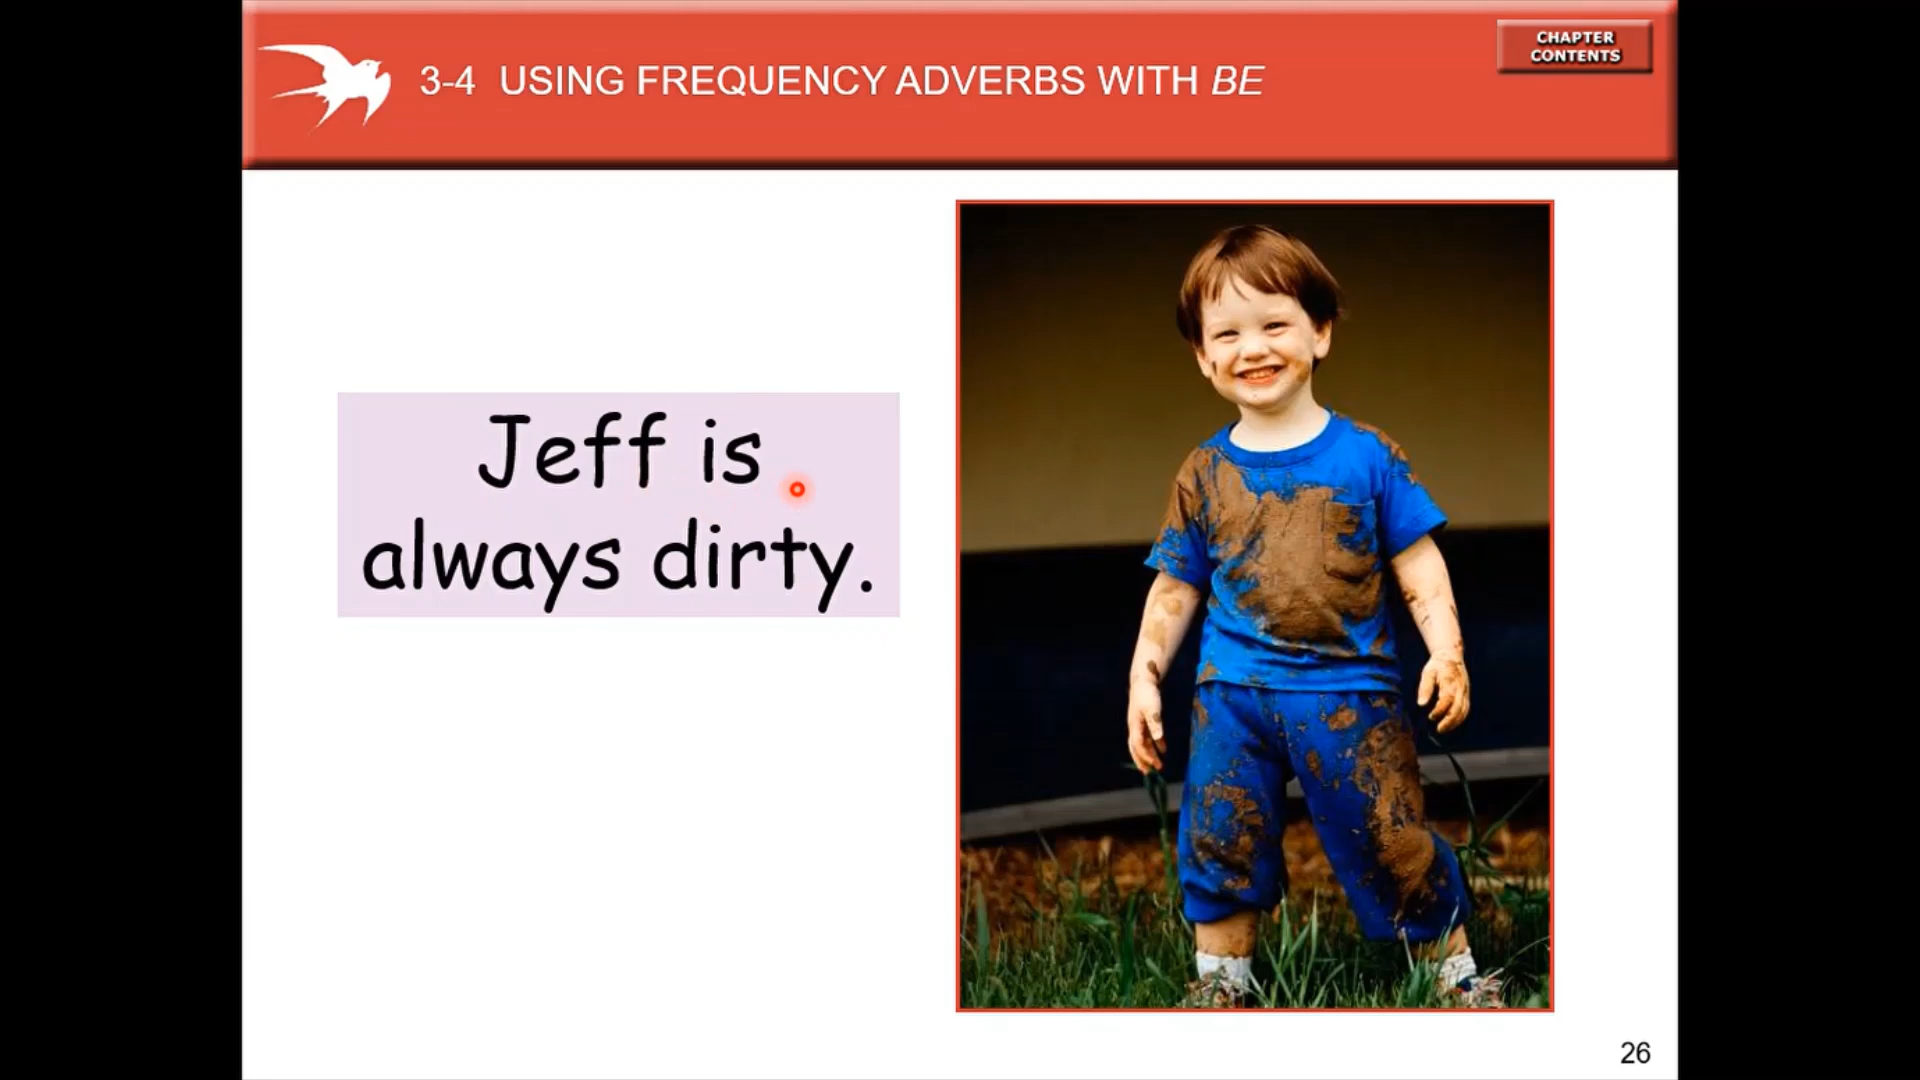 3-4 USING FREQUENCY ADVERBS WITH BE
CHAPTER
CONTENTS
Jeff is
always dirty.
26